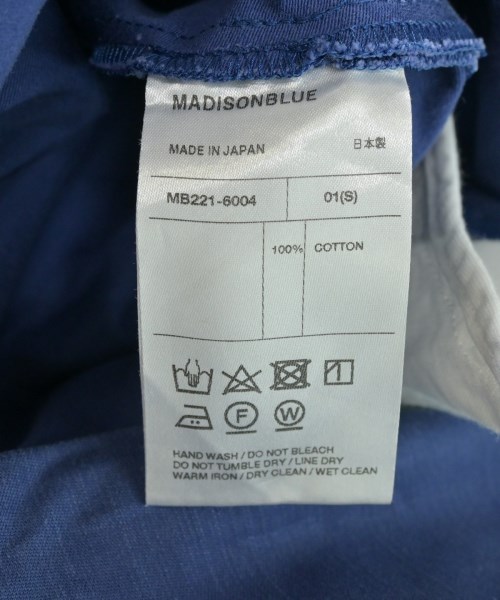 MADISONBLUE
MADE IN JAPAN 日本製
MB221-6004 01(S)
100% COTTON
F W
HAND WASH / DO NOT BLEACH
DO NOT TUMBLE DRY / LINE DRY
WARM IRON / DRY CLEAN / WET CLEAN